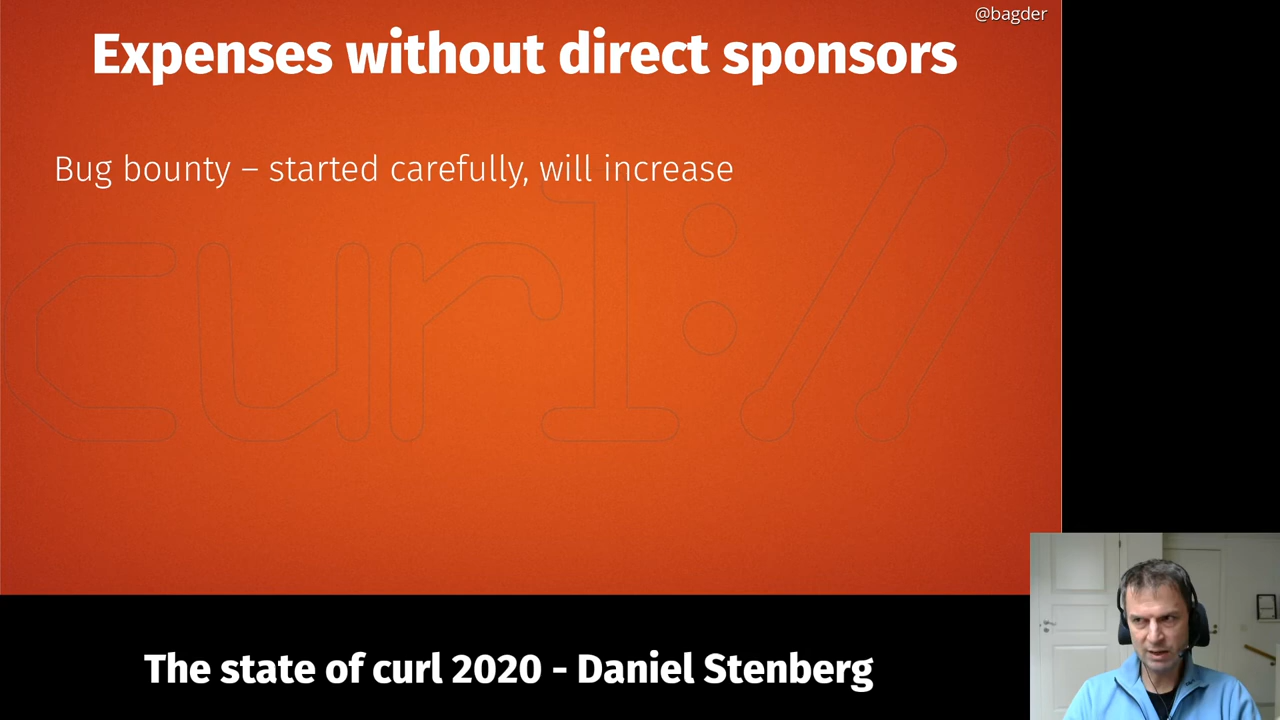 @bagder
Expenses without direct sponsors
Bug bounty – started carefully, will increase
curl://
The state of curl 2020 - Daniel Stenberg